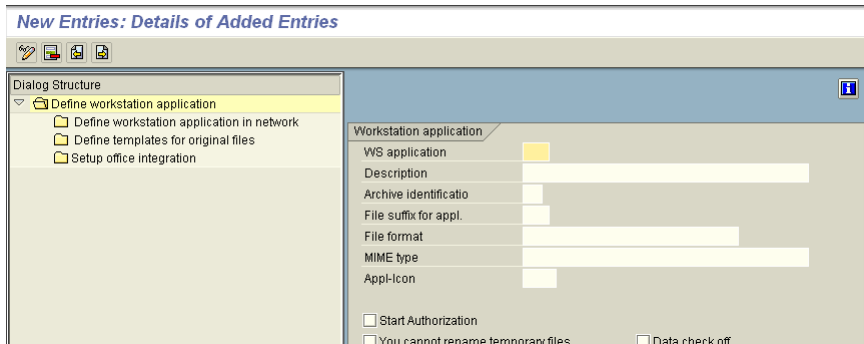 New Entries: Details of Added Entries
Dialog Structure
Define workstation application
Define workstation application in network
Define templates for original files
Setup office integration
Workstation application
WS application
Description
Archive identificatio
File suffix for appl.
File format
MIME type
Appl-Icon
Start Authorization
You cannot rename temporary files Data check off